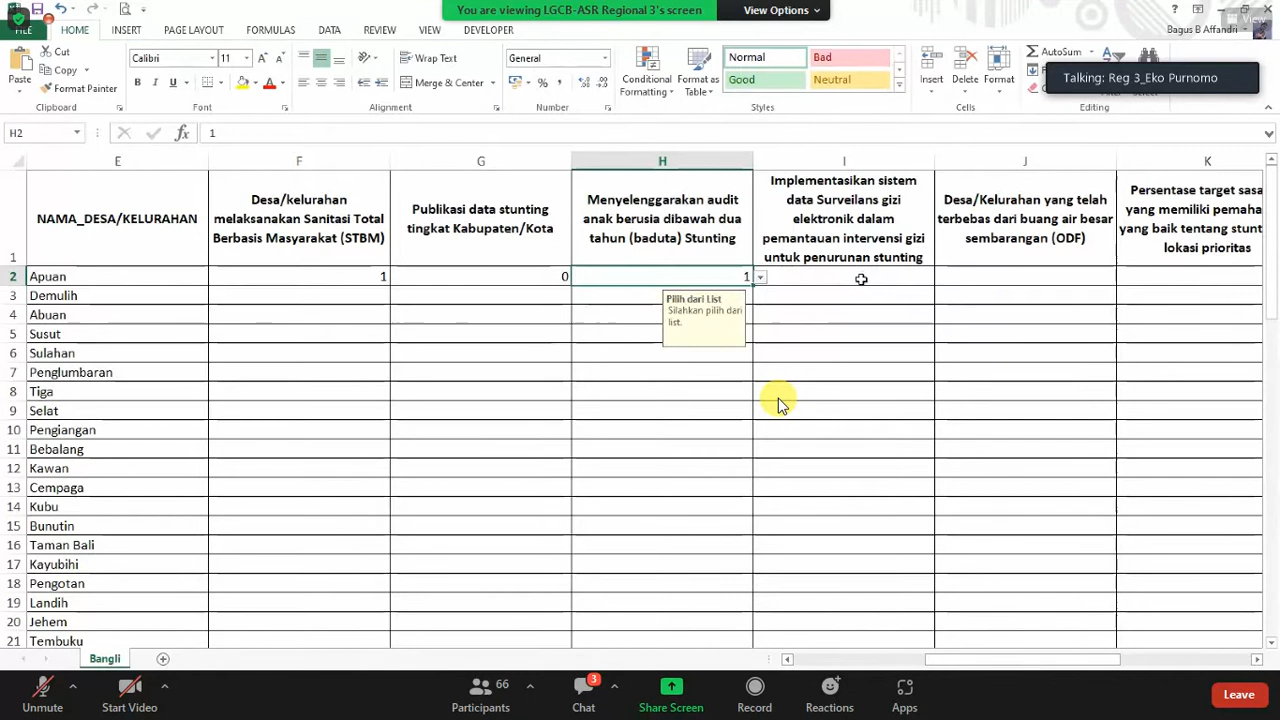 You are viewing LGCB-ASR Regional 3's screen
View Options
View
FILE
HOME
INSERT
PAGE LAYOUT
FORMULAS
DATA
REVIEW
VIEW
DEVELOPER
Bagus B Affandri
Talking: Reg 3_Eko Purnomo
Paste
Cut
Copy
Format Painter
Clipboard
Calibri
11
B I U
Font
Wrap Text
Merge & Center
Alignment
General
Number
Conditional Formatting
Format as Table
Normal
Bad
Good
Neutral
Styles
Insert
Delete
Format
Cells
AutoSum
Editing
H2
fx
1
E F G H I J K
1
NAMA_DESA/KELURAHAN
Desa/kelurahan
melaksanakan Sanitasi Total
Berbasis Masyarakat (STBM)
Publikasi data stunting
tingkat Kabupaten/Kota
Menyelenggarakan audit
anak berusia dibawah dua
tahun (baduta) Stunting
Implementasikan sistem
data Surveilans gizi
elektronik dalam
pemantauan intervensi gizi
untuk penurunan stunting
Desa/Kelurahan yang telah
terbebas dari buang air besar
sembarangan (ODF)
Persentase target sasa
yang memiliki pemaha
yang baik tentang stunt
lokasi prioritas
2 Apuan 1 0 1
3 Demulih
4 Abuan
5 Susut
6 Sulahan
7 Penglumbaran
8 Tiga
9 Selat
10 Pengiangan
11 Bebalang
12 Kawan
13 Cempaga
14 Kubu
15 Bunutin
16 Taman Bali
17 Kayubihi
18 Pengotan
19 Landih
20 Jehem
21 Tembuku
Pilih dari List
Silahkan pilih dari
list.
Bangli
Unmute
Start Video
66
Participants
3
Chat
Share Screen
Record
Reactions
Apps
Leave